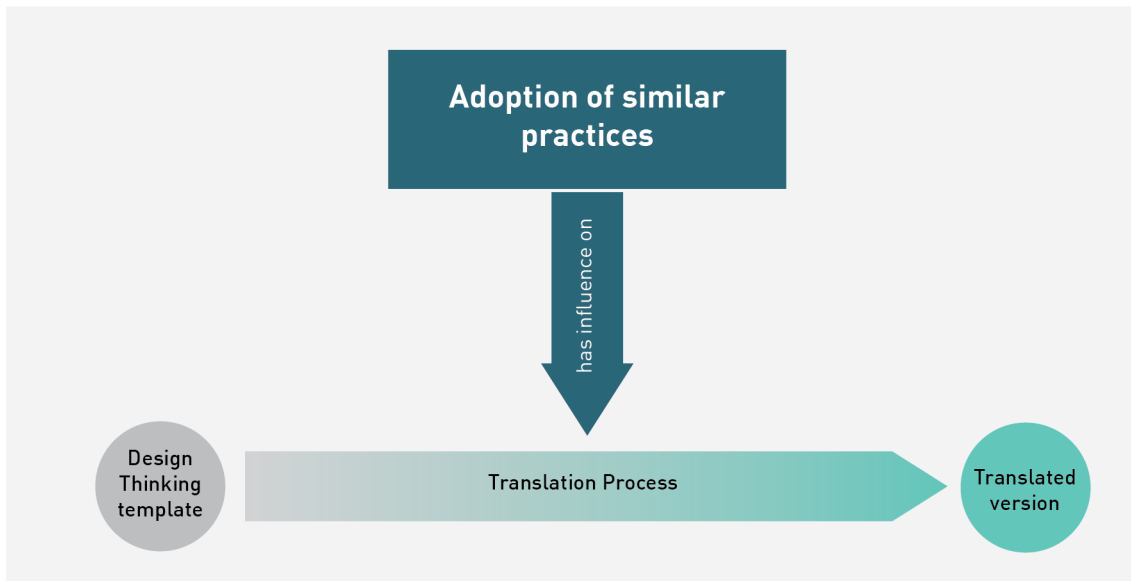 Adoption of similar
practices
has influence on
Design
Thinking
template
Translation Process
Translated
version